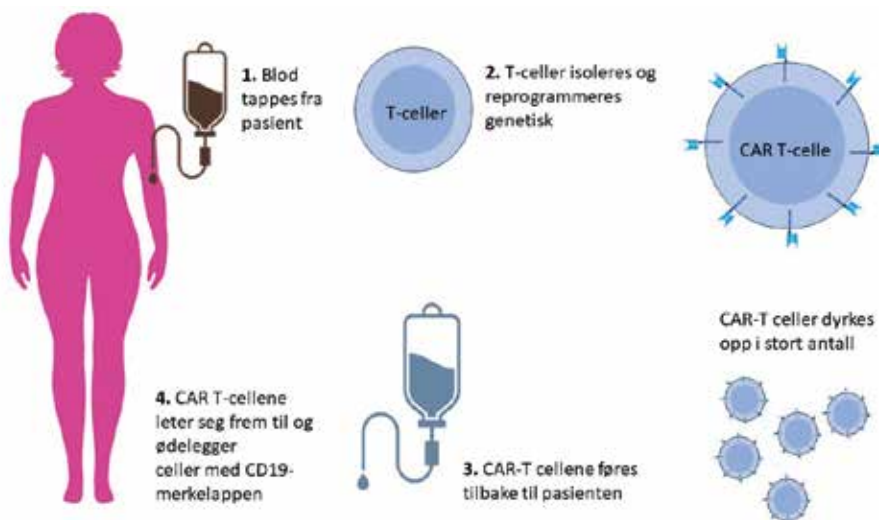 1. Blod
tappes fra
pasient
T-celler
2. T-celler isoleres og
reprogrammeres
genetisk
CAR T-celle
CAR-T celler dyrkes
opp i stort antall
3. CAR-T cellene føres
tilbake til pasienten
4. CAR T-cellene
leter seg frem til og
ødelegger
celler med CD19-
merkelappen